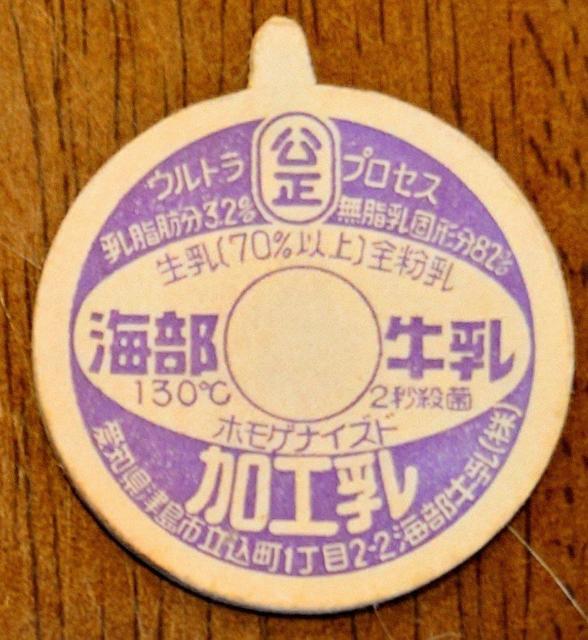 公正
ウルトラ プロセス
乳脂肪分3.2% 無脂乳固形分8.2%
生乳(70%以上)全粉乳
海部 牛乳
130℃ 2秒殺菌
ホモゲナイズド
加工乳
愛知県津島市立込町1丁目2-2海部牛乳(株)